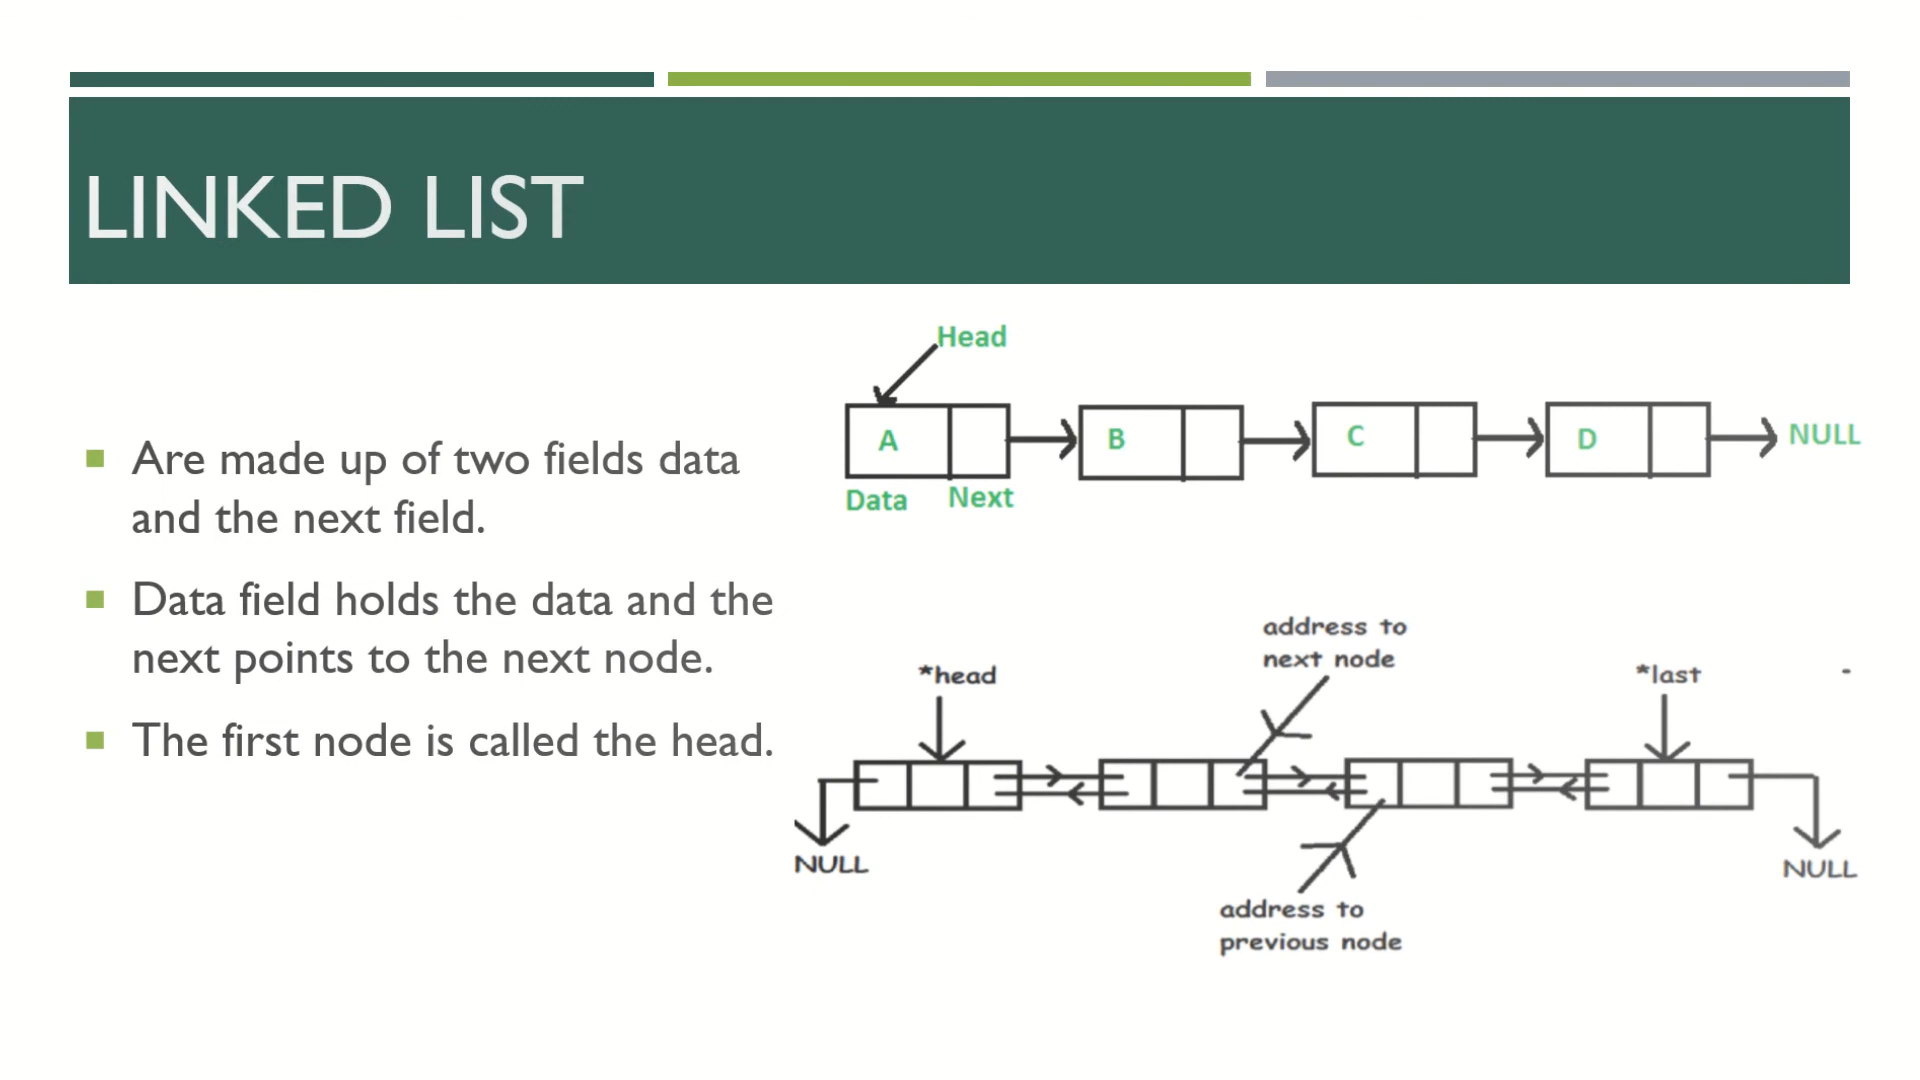 LINKED LIST
Are made up of two fields data
and the next field.
Data field holds the data and the
next points to the next node.
The first node is called the head.
Head
A
B
C
D
NULL
Data
Next
address to
next node
*head
*last
NULL
NULL
address to
previous node